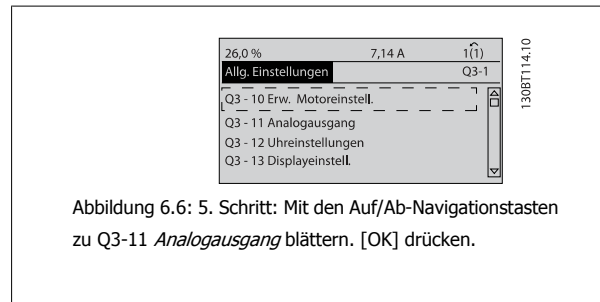 26,0 % 7,14 A 1(1)
Allg. Einstellungen Q3-1
Q3 - 10 Erw. Motoreinstell.
Q3 - 11 Analogausgang
Q3 - 12 Uhreinstellungen
Q3 - 13 Displayeinstell.
130BT114.10
Abbildung 6.6: 5. Schritt: Mit den Auf/Ab-Navigationstasten
zu Q3-11 Analogausgang blättern. [OK] drücken.